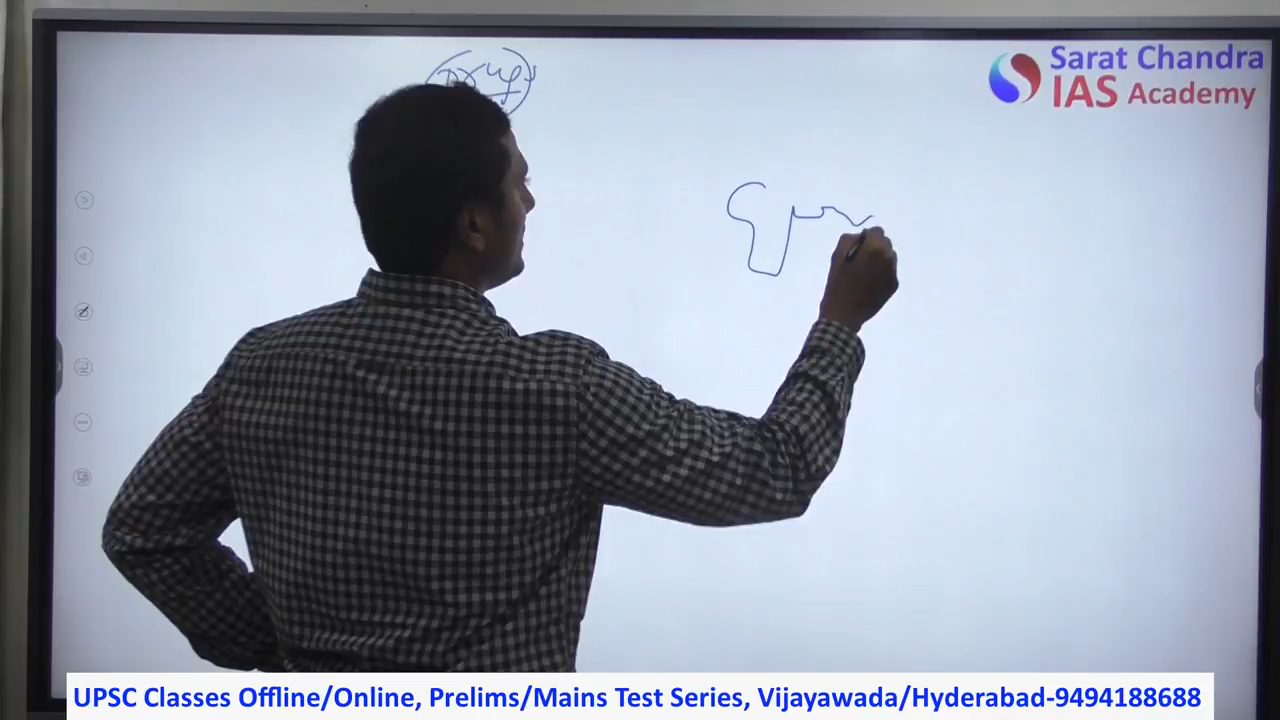 Sarat Chandra
IAS Academy
UPSC Classes Offline/Online, Prelims/Mains Test Series, Vijayawada/Hyderabad-9494188688